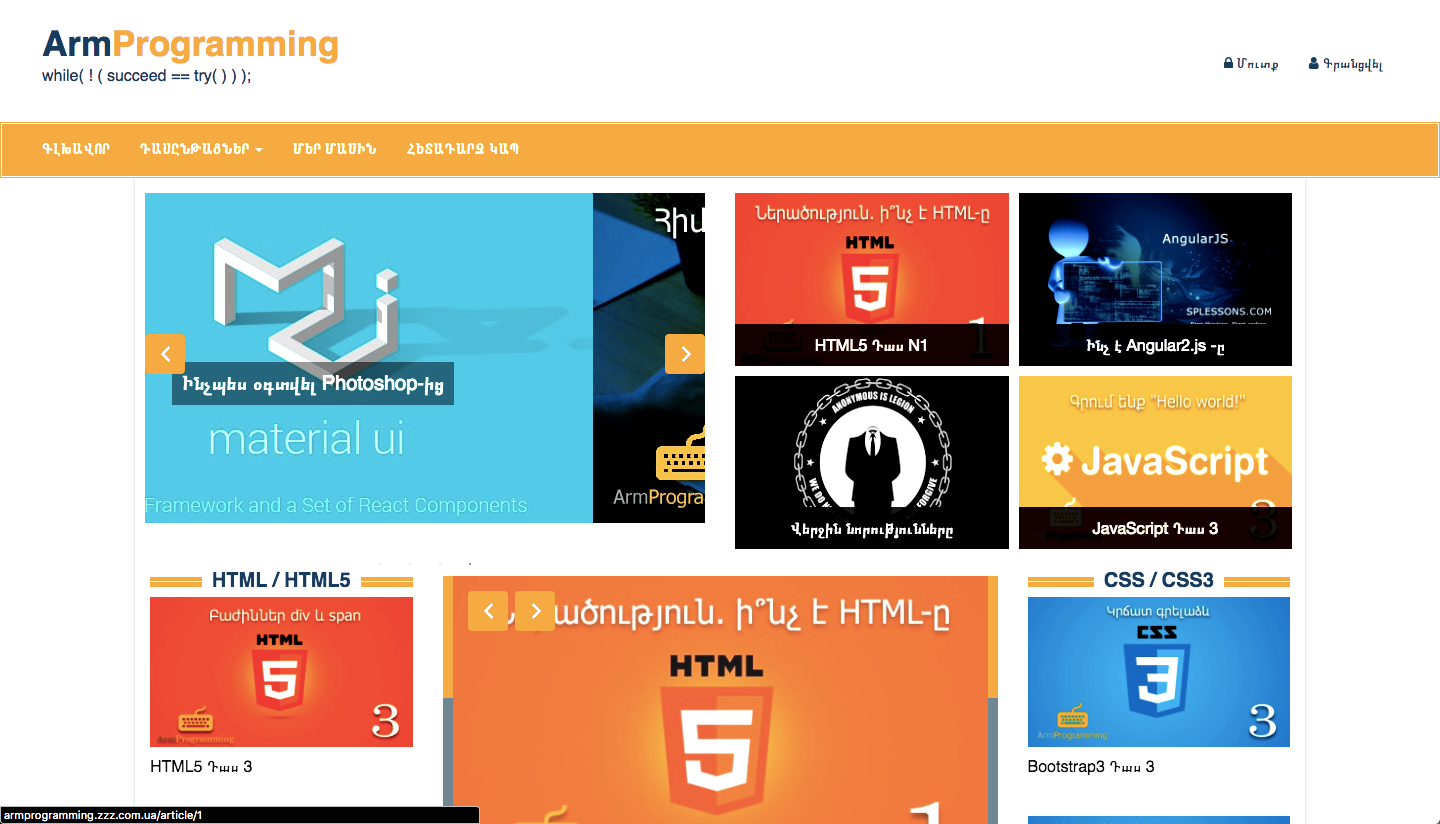 ArmProgramming
while( ! ( succeed == try( ) ) );
Մուտք
Գրանցվել
ԳԼԽԱՎՈՐ
ԴԱՍԸՆԹԱՑՆԵՐ
ՄԵՐ ՄԱՍԻՆ
ՀԵՏԱԴԱՐՁ ԿԱՊ
Ինչպես օգտվել Photoshop-ից
material ui
Framework and a Set of React Components
Հիմ
ArmProgra
Ներածություն. ի՞նչ է HTML-ը
HTML
5
1
HTML5 Դաս N1
AngularJS
SPLESSONS.COM
Ինչ է Angular2.js -ը
ANONYMOUS IS LEGION
WE DO
FORGIVE
Վերջին նորությունները
Գրում ենք "Hello world!"
JavaScript
3
JavaScript Դաս 3
HTML / HTML5
Բաժիններ div և span
HTML
5
3
ArmProgramming
HTML5 Դաս 3
ածություն. ի՞նչ է HTML-ը
HTML
5
1
CSS / CSS3
Կրճատ գրելաձև
CSS
3
3
ArmProgramming
Bootstrap3 Դաս 3
armprogramming.zzz.com.ua/article/1